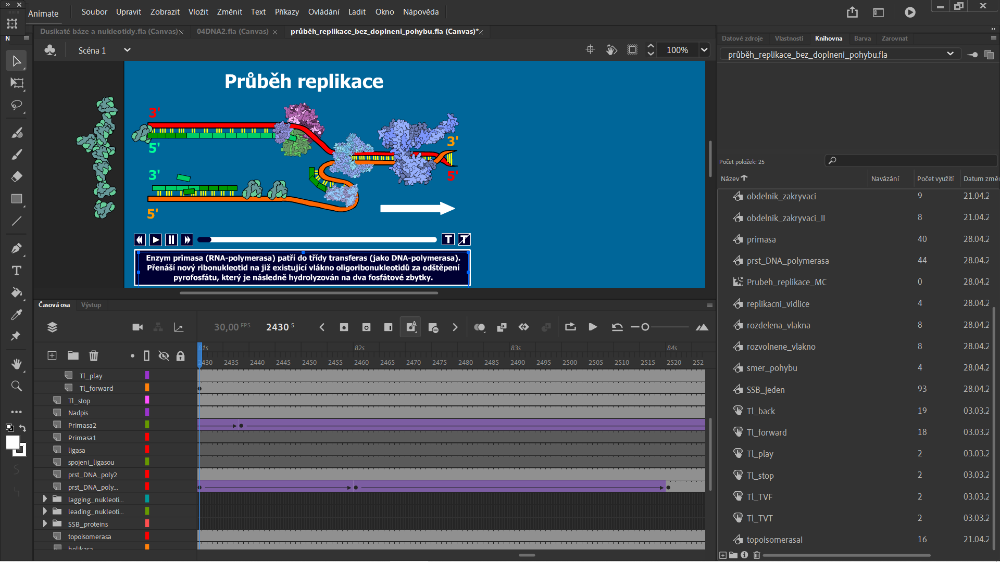 Animate
Soubor Upravit Zobrazit Vložit Změnit Text Příkazy Ovládání Ladit Okno Nápověda
N
Dusíkaté báze a nukleotidy.fla (Canvas) 04DNA2.fla (Canvas) průběh_replikace_bez_doplneni_pohybu.fla (Canvas)*
Scéna 1
100%
Průběh replikace
3'
5'
3'
5'
3'
5'
T T
Enzym primasa (RNA-polymerasa) patří do třídy transferas (jako DNA-polymerasa).
Přenáší nový ribonukleotid na již existující vlákno oligoribonukleotidů za odštěpení
pyrofosfátu, který je následně hydrolyzován na dva fosfátové zbytky.
Časová osa Výstup
30,00 FPS 2430 S
81s 82s 83s 84s
2430 2435 2440 2445 2450 2455 2460 2465 2470 2475 2480 2485 2490 2495 2500 2505 2510 2515 2520 252
Tl_play
Tl_forward
Tl_stop
Nadpis
Primasa2
Primasa1
ligasa
spojeni_ligasou
prst_DNA_poly2
prst_DNA_poly...
lagging_nukleoti...
leading_nukleoti...
SSB_proteins
topoisomerasa
helikasa
Datové zdroje Vlastnosti Knihovna Barva Zarovnat
průběh_replikace_bez_doplneni_pohybu.fla
Počet položek: 25
Název Navázání Počet využití Datum změ
obdelnik_zakryvaci 9 21.04.2
obdelnik_zakryvaci_II 8 21.04.2
primasa 40 28.04.2
prst_DNA_polymerasa 44 28.04.2
Prubeh_replikace_MC 0 28.04.2
replikacni_vidlice 4 28.04.2
rozdelena_vlakna 8 28.04.2
rozvolnene_vlakno 8 28.04.2
smer_pohybu 4 28.04.2
SSB_jeden 93 28.04.2
Tl_back 19 03.03.2
Tl_forward 18 03.03.2
Tl_play 2 03.03.2
Tl_stop 2 03.03.2
Tl_TVF 2 03.03.2
Tl_TVT 2 03.03.2
topoisomerasaI 16 21.04.2